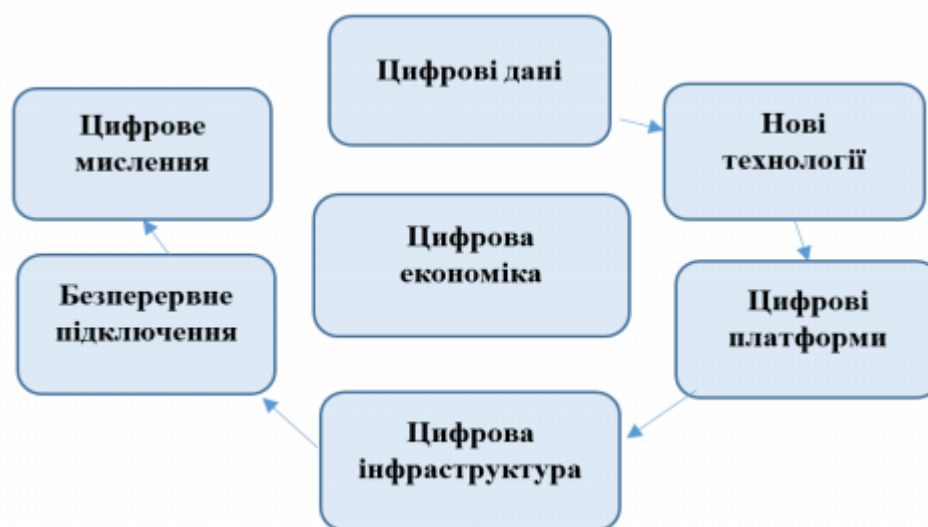 Цифрові дані
Цифрове
мислення
Нові
технології
Цифрова
економіка
Безперервне
підключення
Цифрові
платформи
Цифрова
інфраструктура